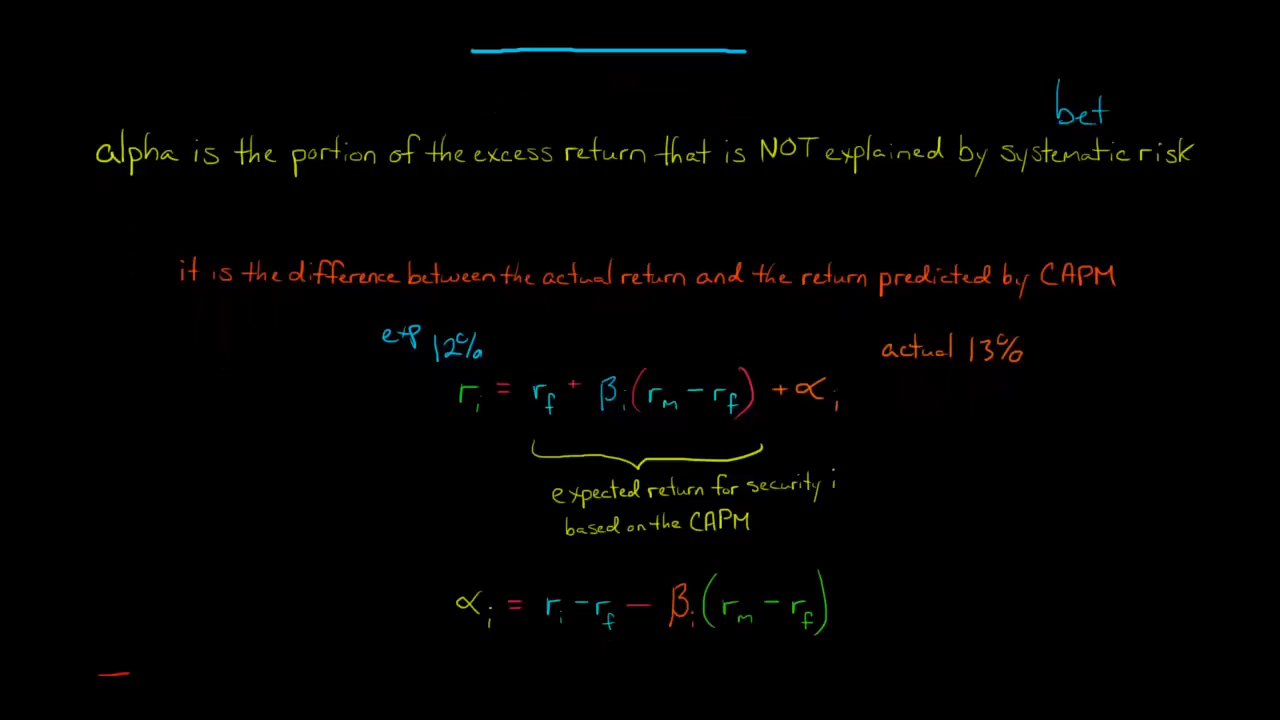 bet
alpha is the portion of the excess return that is NOT explained by systematic risk
it is the difference between the actual return and the return predicted by CAPM
exp 12% actual 13%
rᵢ = r_f + βᵢ(r_m − r_f) + αᵢ
expected return for security i
based on the CAPM
αᵢ = rᵢ − r_f − βᵢ(r_m − r_f)